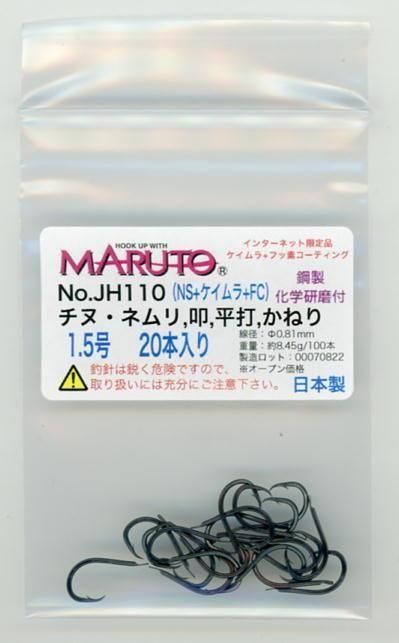 HOOK UP WITH
MARUTO®
インターネット限定品
ケイムラ+フッ素コーティング
No.JH110 (NS+ケイムラ+FC)
鋼製
化学研磨付
チヌ・ネムリ,叩,平打,かねり
1.5号 20本入り
線径：Φ0.81mm
重量：約8.45g/100本
製造ロット：00070822
※オープン価格
釣針は鋭く危険ですので、
取り扱いには充分にご注意下さい。
日本製